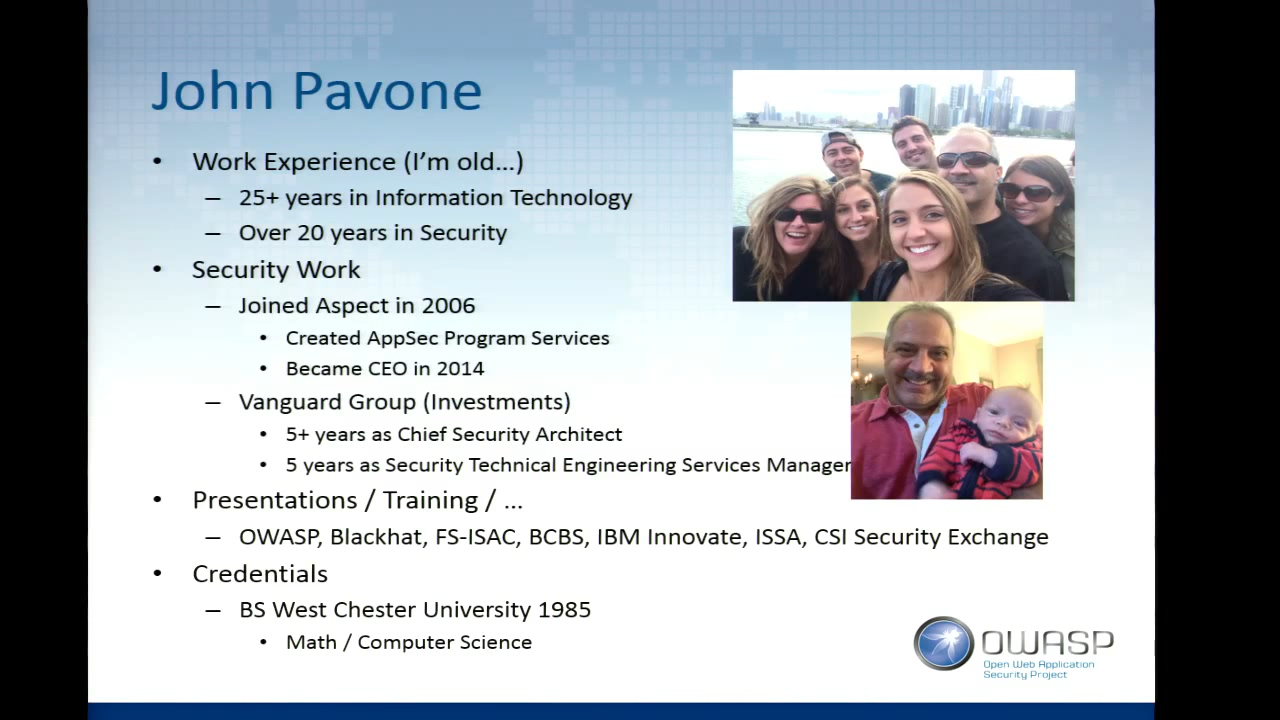 John Pavone
• Work Experience (I'm old…)
– 25+ years in Information Technology
– Over 20 years in Security
• Security Work
– Joined Aspect in 2006
• Created AppSec Program Services
• Became CEO in 2014
– Vanguard Group (Investments)
• 5+ years as Chief Security Architect
• 5 years as Security Technical Engineering Services Manager
• Presentations / Training / …
– OWASP, Blackhat, FS-ISAC, BCBS, IBM Innovate, ISSA, CSI Security Exchange
• Credentials
– BS West Chester University 1985
• Math / Computer Science
OWASP
Open Web Application
Security Project